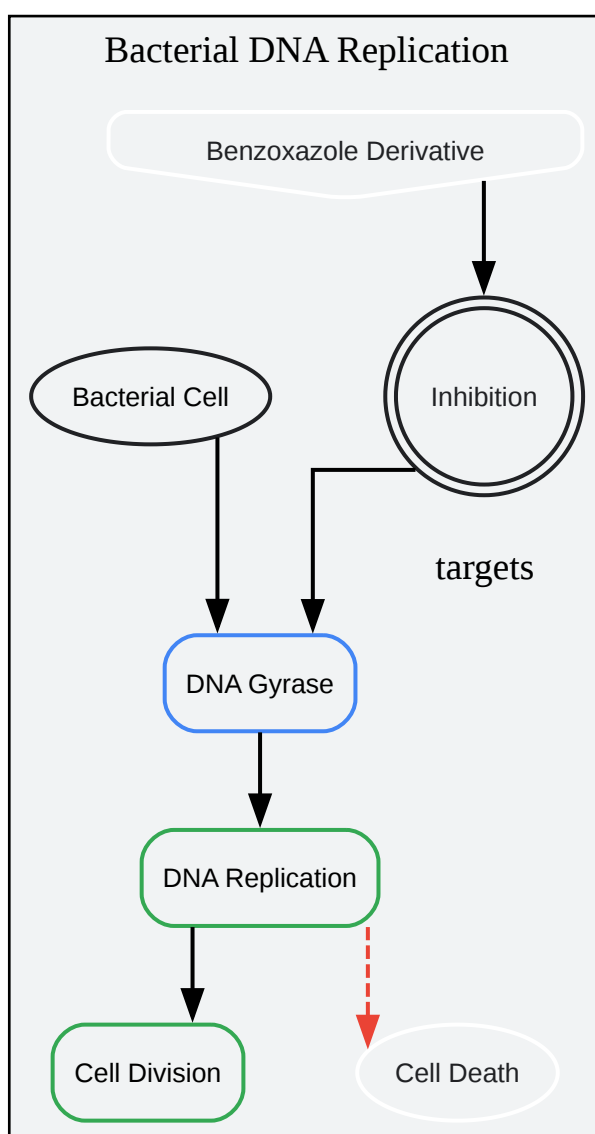 Bacterial DNA Replication
Benzoxazole Derivative
Bacterial Cell
Inhibition
targets
DNA Gyrase
DNA Replication
Cell Division
Cell Death